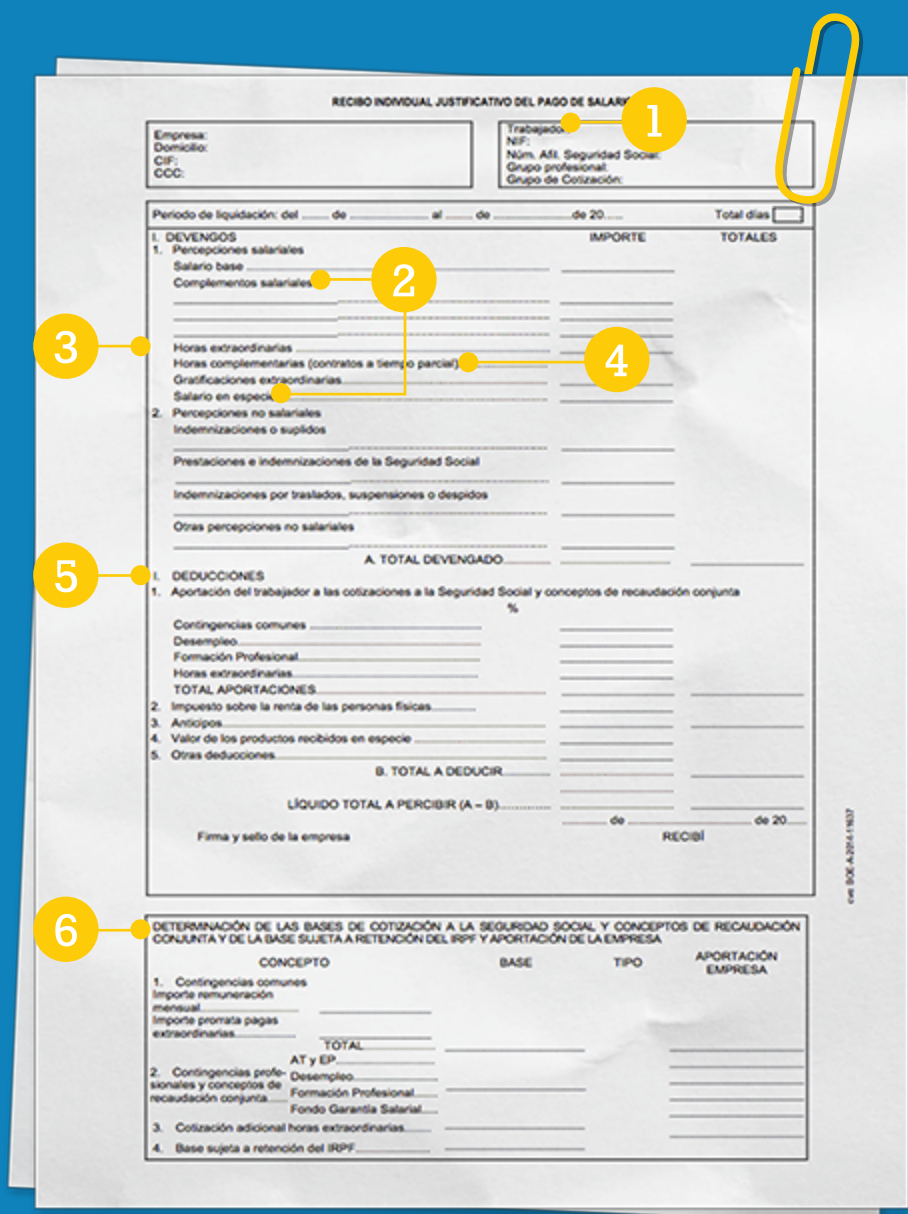 RECIBO INDIVIDUAL JUSTIFICATIVO DEL PAGO DE
1
Empresa:
Domicilio:
CIF:
CCC:
NIF:
Núm. Afil. Seguridad Social:
Grupo profesional:
Grupo de Cotización:
Periodo de liquidación: del ...... de ................ al ...... de ................ de 20..... Total días
I. DEVENGOS IMPORTE TOTALES
1. Percepciones salariales
Salario base
Complementos salariales
2
3
Horas extraordinarias
Horas complementarias (contratos a tiempo parcial)
4
Gratificaciones extraordinarias
Salario en especie
2. Percepciones no salariales
Indemnizaciones o suplidos
Prestaciones e indemnizaciones de la Seguridad Social
Indemnizaciones por traslados, suspensiones o despidos
Otras percepciones no salariales
A. TOTAL DEVENGADO
5
I. DEDUCCIONES
1. Aportación del trabajador a las cotizaciones a la Seguridad Social y conceptos de recaudación conjunta
%
Contingencias comunes
Desempleo
Formación Profesional
Horas extraordinarias
TOTAL APORTACIONES
2. Impuesto sobre la renta de las personas físicas
3. Anticipos
4. Valor de los productos recibidos en especie
5. Otras deducciones
B. TOTAL A DEDUCIR
LÍQUIDO TOTAL A PERCIBIR (A – B)
de de 20
Firma y sello de la empresa RECIBÍ
cve: BOE-A-2014-11637
6
DETERMINACIÓN DE LAS BASES DE COTIZACIÓN A LA SEGURIDAD SOCIAL Y CONCEPTOS DE RECAUDACIÓN
CONJUNTA Y DE LA BASE SUJETA A RETENCIÓN DEL IRPF Y APORTACIÓN DE LA EMPRESA
CONCEPTO BASE TIPO APORTACIÓN
EMPRESA
1. Contingencias comunes
Importe remuneración
mensual
Importe prorrata pagas
extraordinarias
TOTAL
AT y EP
2. Contingencias profe- Desempleo
sionales y conceptos de Formación Profesional
recaudación conjunta Fondo Garantía Salarial
3. Cotización adicional horas extraordinarias
4. Base sujeta a retención del IRPF